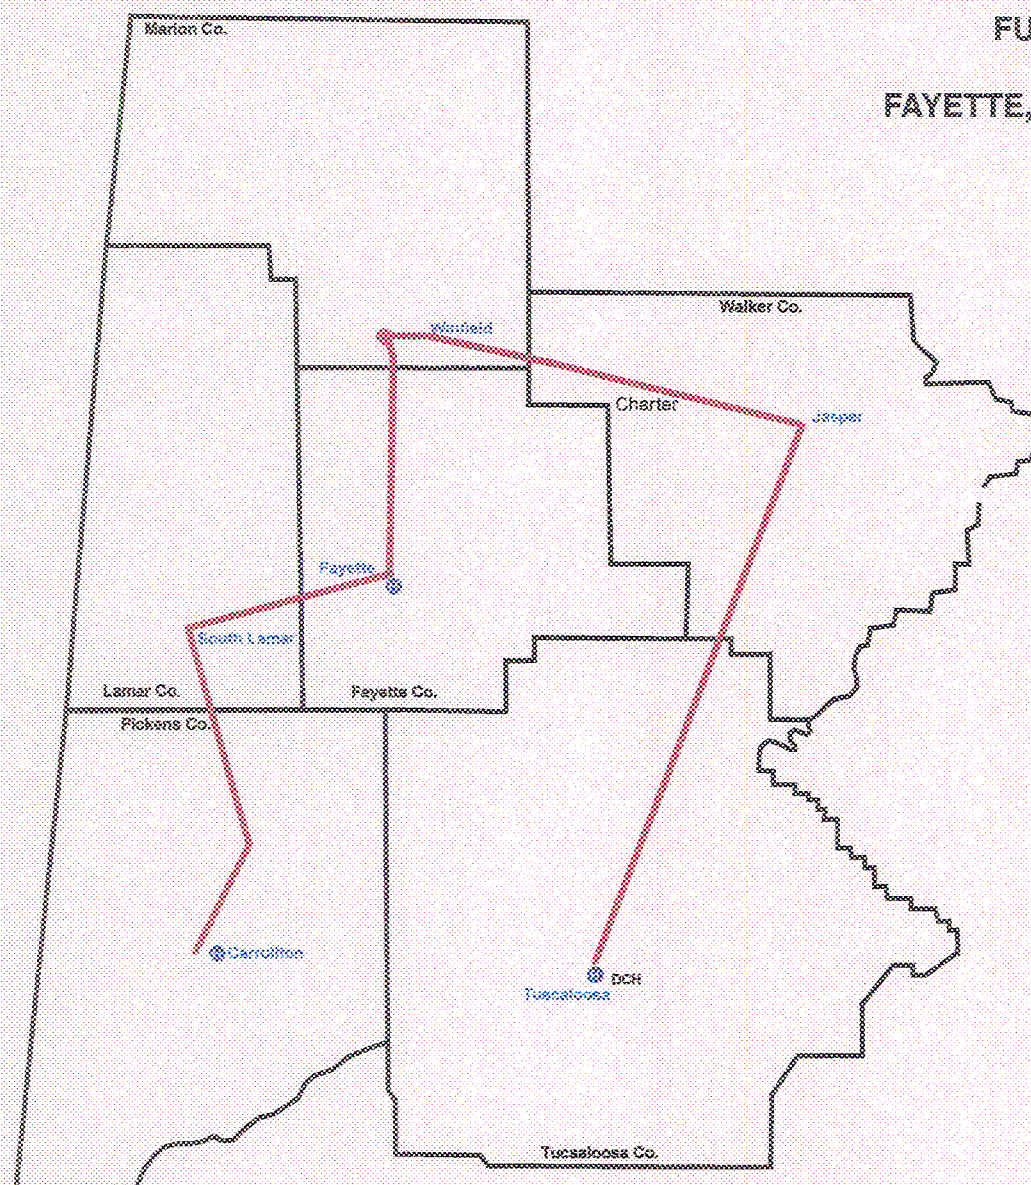 FU
Marion Co.
FAYETTE,
Walker Co.
Winfield
Charter
Jasper
Fayette
South Lamar
Lamar Co.
Fayette Co.
Pickens Co.
Carrollton
DCH
Tuscaloosa
Tucsaloosa Co.